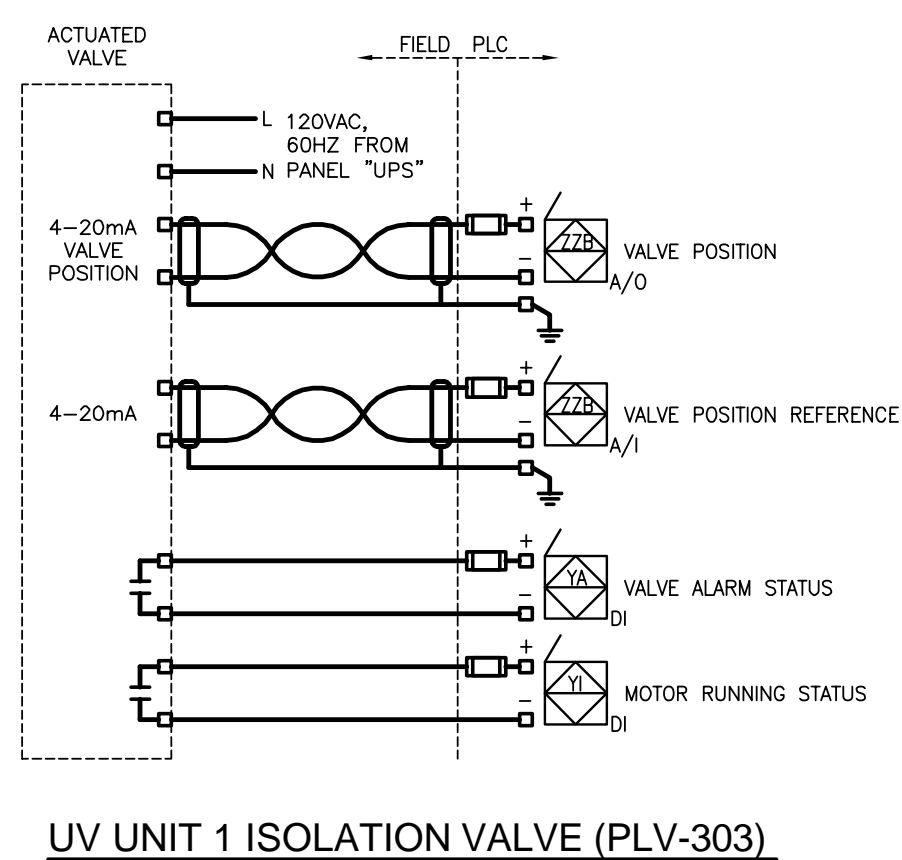 ACTUATED
VALVE
FIELD PLC
L 120VAC,
60HZ FROM
N PANEL "UPS"
4-20mA
VALVE
POSITION
+
-
ZZB
VALVE POSITION
A/O
4-20mA
+
-
ZZB
VALVE POSITION REFERENCE
A/I
+
-
YA
VALVE ALARM STATUS
DI
+
-
YI
MOTOR RUNNING STATUS
DI
UV UNIT 1 ISOLATION VALVE (PLV-303)